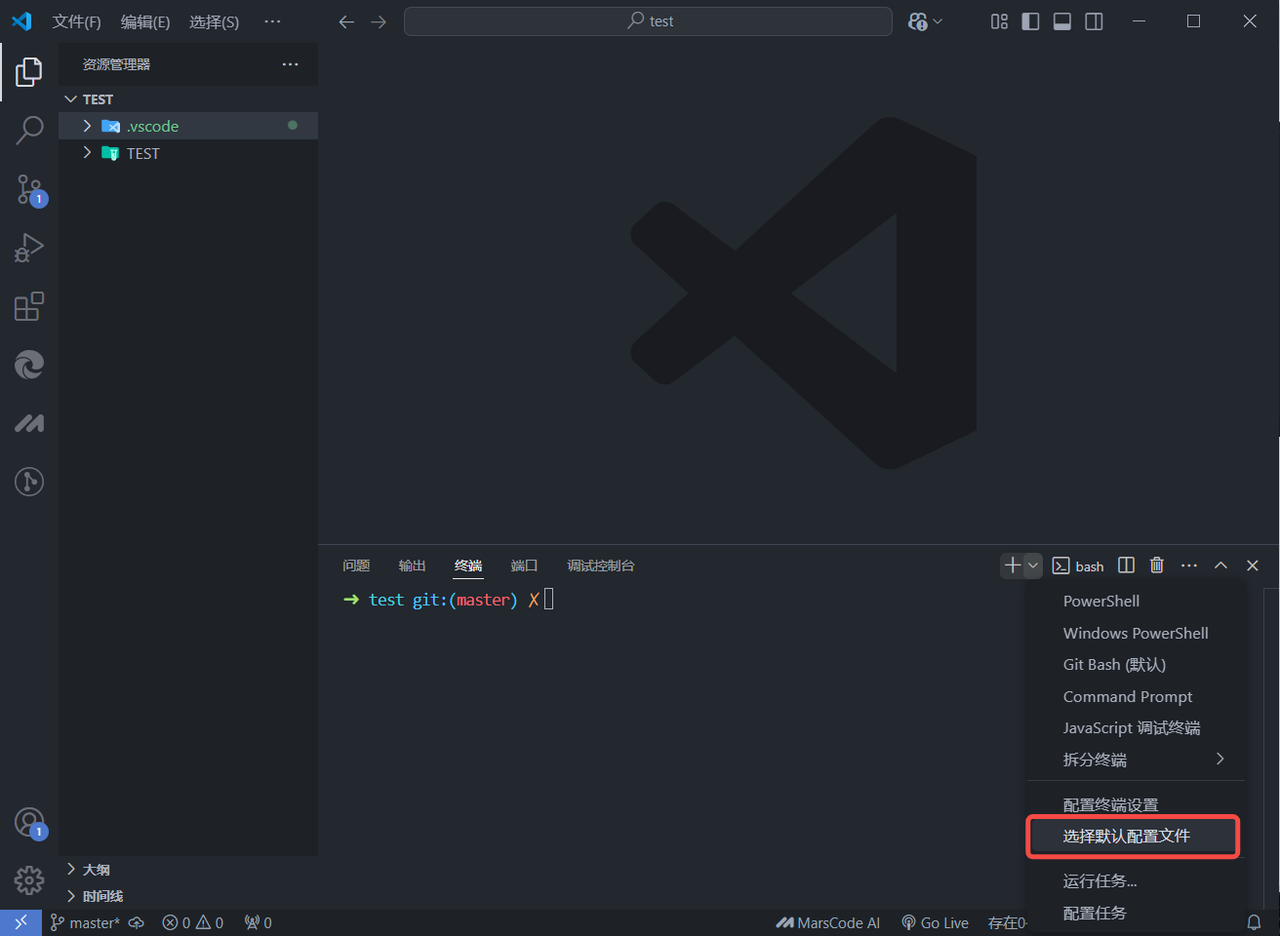 文件(F) 编辑(E) 选择(S) ··· test
资源管理器 ···
TEST
.vscode
TEST
1
问题 输出 终端 端口 调试控制台 bash ···
➜ test git:(master) ✗
PowerShell
Windows PowerShell
Git Bash (默认)
Command Prompt
JavaScript 调试终端
拆分终端
配置终端设置
选择默认配置文件
运行任务...
配置任务
1
大纲
时间线
master* 0 0 0 MarsCode AI Go Live 存在0